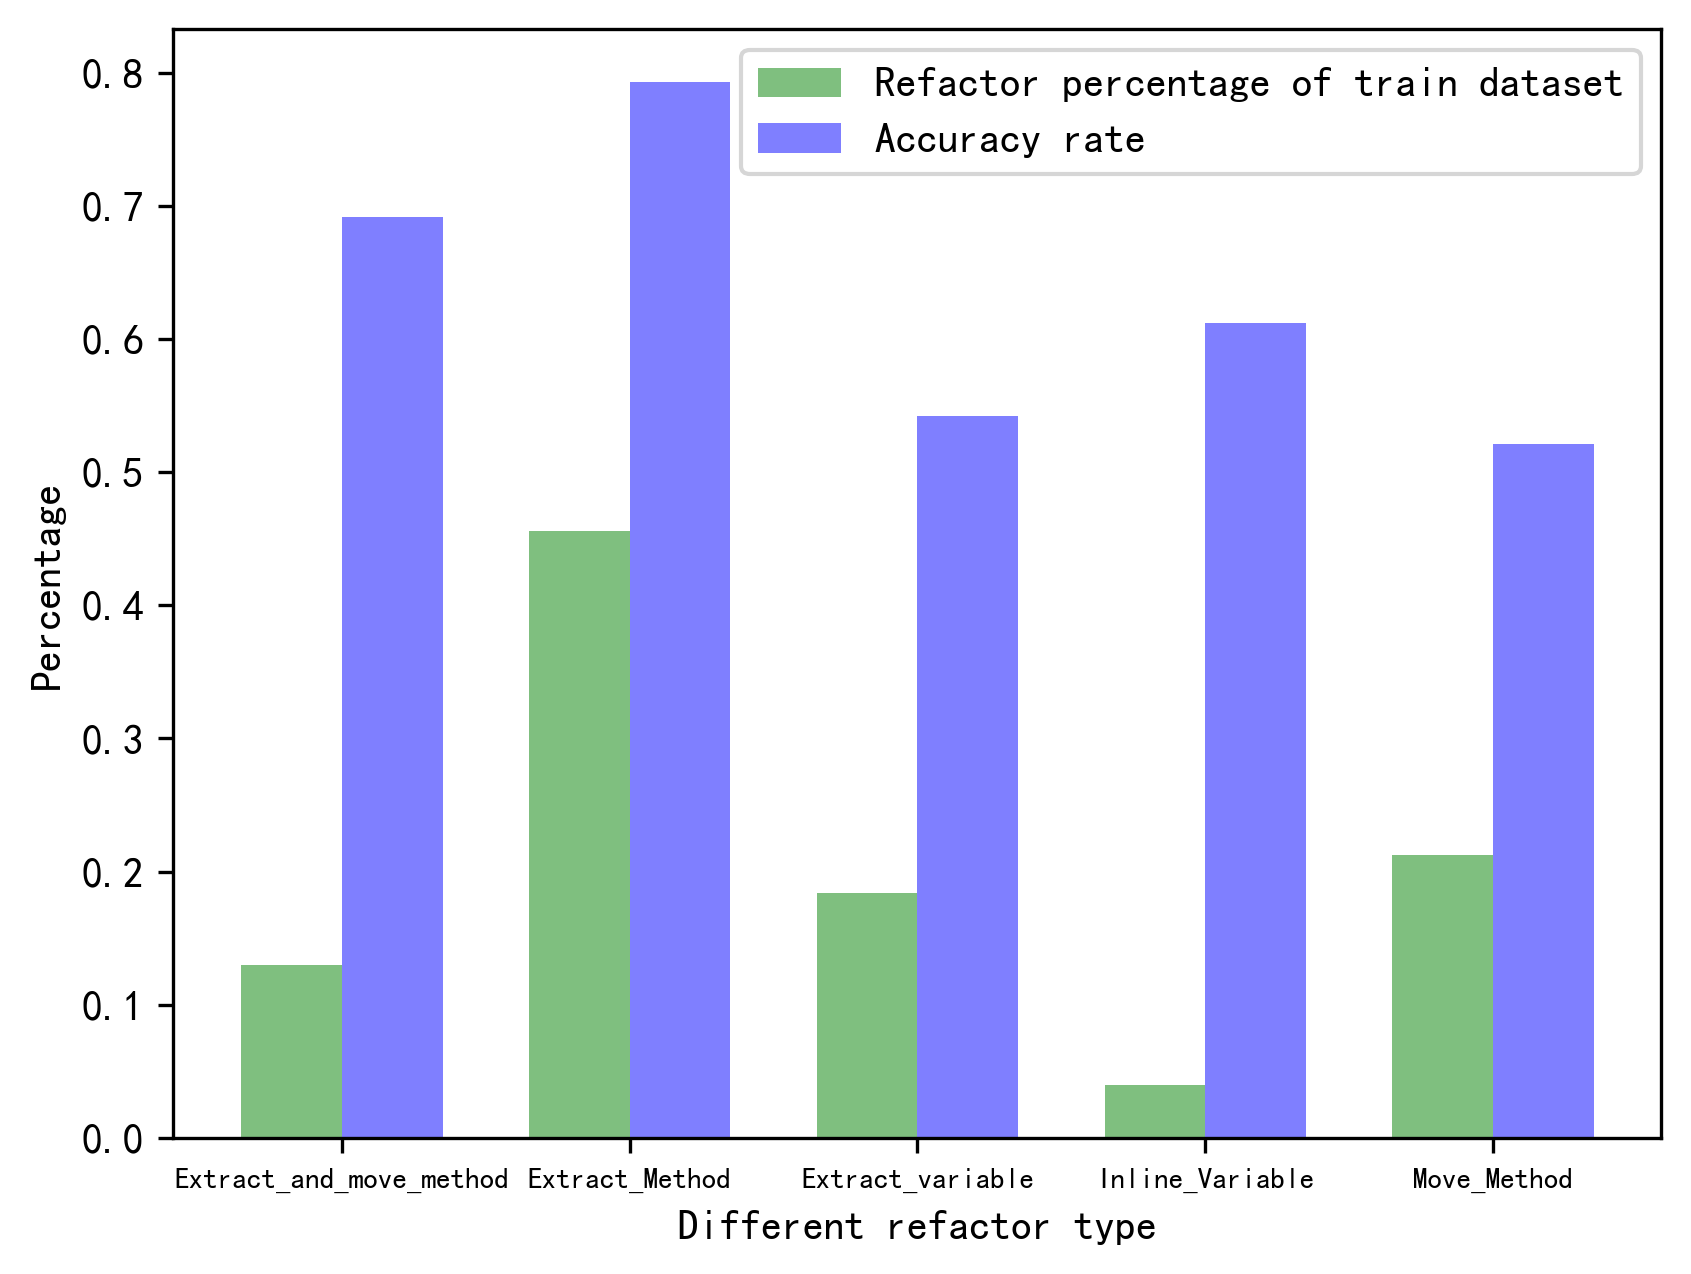 Refactor percentage of train dataset
Accuracy rate
0.8
0.7
0.6
0.5
0.4
0.3
0.2
0.1
0.0
Percentage
Extract_and_move_method Extract_Method Extract_variable Inline_Variable Move_Method
Different refactor type